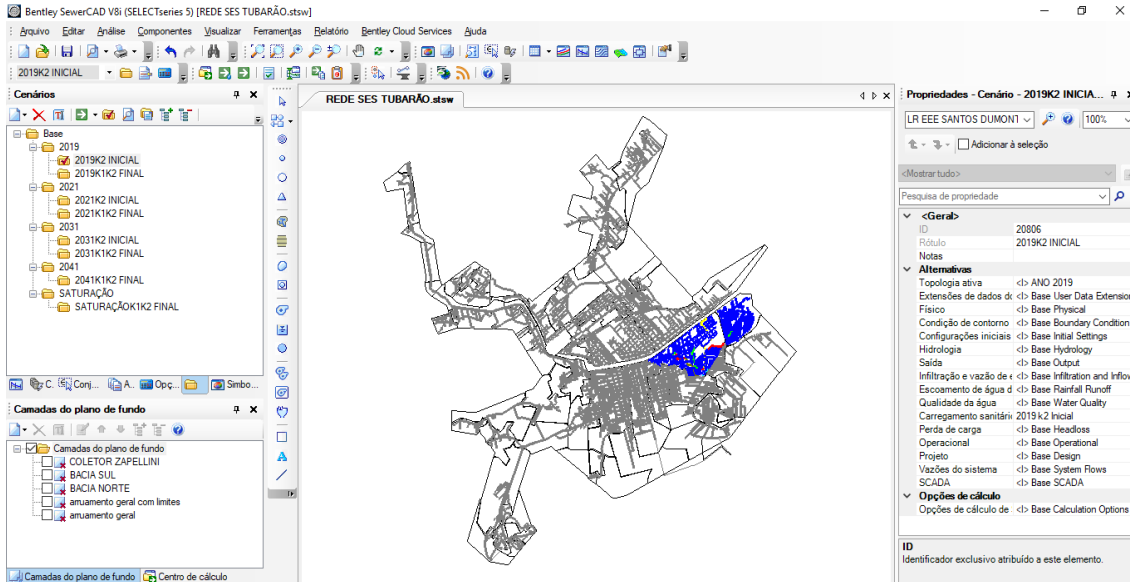 Bentley SewerCAD V8i (SELECTseries 5) [REDE SES TUBARÃO.stsw]
Arquivo Editar Análise Componentes Visualizar Ferramentas Relatório Bentley Cloud Services Ajuda
2019K2 INICIAL
Cenários
Base
2019
2019K2 INICIAL
2019K1K2 FINAL
2021
2021K2 INICIAL
2021K1K2 FINAL
2031
2031K2 INICIAL
2031K1K2 FINAL
2041
2041K1K2 FINAL
SATURAÇÃO
SATURAÇÃOK1K2 FINAL
C. Conj... A.. Opç... Simbo...
Camadas do plano de fundo
Camadas do plano de fundo
COLETOR ZAPELLINI
BACIA SUL
BACIA NORTE
arruamento geral com limites
arruamento geral
Camadas do plano de fundo Centro de cálculo
REDE SES TUBARÃO.stsw
A
Propriedades - Cenário - 2019K2 INICIA...
LR EEE SANTOS DUMONT 100%
Adicionar à seleção
<Mostrar tudo>
Pesquisa de propriedade
<Geral>
ID 20806
Rótulo 2019K2 INICIAL
Notas
Alternativas
Topologia ativa <I> ANO 2019
Extensões de dados do <I> Base User Data Extension
Físico <I> Base Physical
Condição de contorno <I> Base Boundary Condition
Configurações iniciais <I> Base Initial Settings
Hidrologia <I> Base Hydrology
Saída <I> Base Output
Infiltração e vazão de e <I> Base Infiltration and Inflow
Escoamento de água d <I> Base Rainfall Runoff
Qualidade da água <I> Base Water Quality
Carregamento sanitári 2019 k2 Inicial
Perda de carga <I> Base Headloss
Operacional <I> Base Operational
Projeto <I> Base Design
Vazões do sistema <I> Base System Flows
SCADA <I> Base SCADA
Opções de cálculo
Opções de cálculo de <I> Base Calculation Options
ID
Identificador exclusivo atribuído a este elemento.